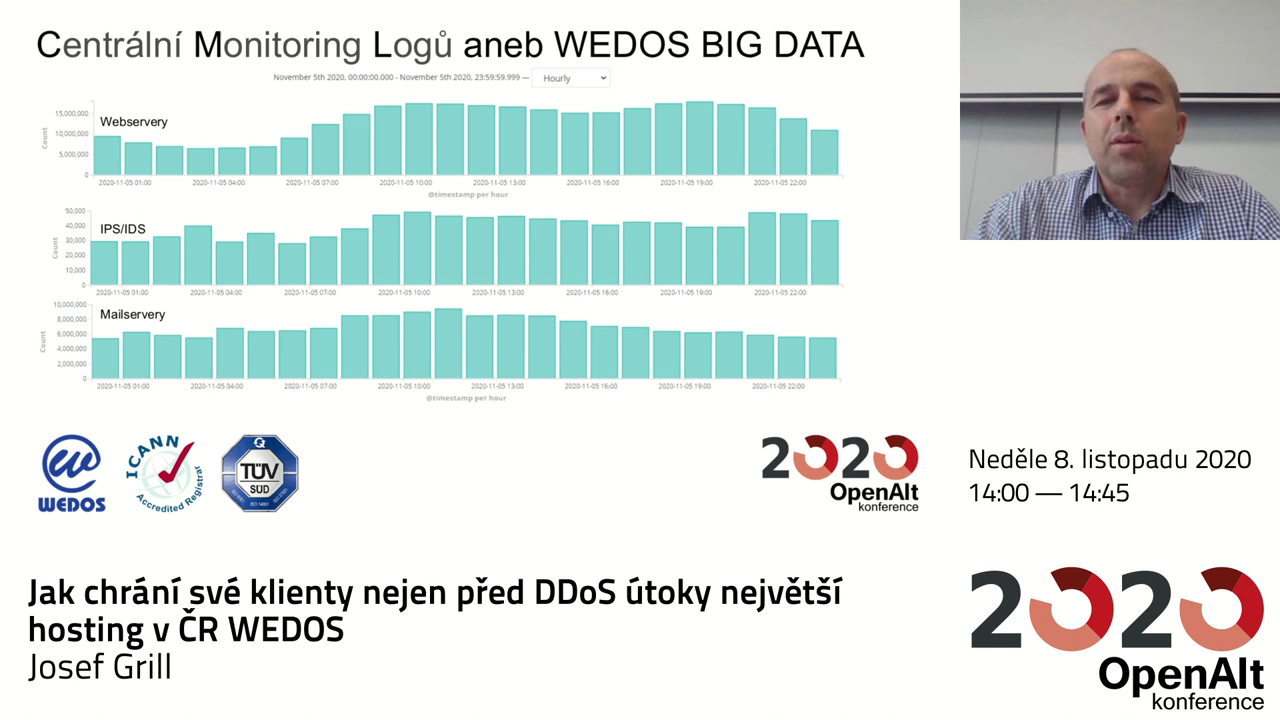 Centrální Monitoring Logů aneb WEDOS BIG DATA
November 5th 2020, 00:00:00.000 - November 5th 2020, 23:59:59.999 — Hourly
Webservery
Count
15,000,000
10,000,000
5,000,000
0
2020-11-05 01:00 2020-11-05 04:00 2020-11-05 07:00 2020-11-05 10:00 2020-11-05 13:00 2020-11-05 16:00 2020-11-05 19:00 2020-11-05 22:00
@timestamp per hour
IPS/IDS
Count
50,000
40,000
30,000
20,000
10,000
0
2020-11-05 01:00 2020-11-05 04:00 2020-11-05 07:00 2020-11-05 10:00 2020-11-05 13:00 2020-11-05 16:00 2020-11-05 19:00 2020-11-05 22:00
Mailservery
Count
10,000,000
8,000,000
6,000,000
4,000,000
2,000,000
0
2020-11-05 01:00 2020-11-05 04:00 2020-11-05 07:00 2020-11-05 10:00 2020-11-05 13:00 2020-11-05 16:00 2020-11-05 19:00 2020-11-05 22:00
@timestamp per hour
WEDOS
ICANN
Accredited Registrar
TÜV
SÜD
2020
OpenAlt
konference
Neděle 8. listopadu 2020
14:00 — 14:45
Jak chrání své klienty nejen před DDoS útoky největší
hosting v ČR WEDOS
Josef Grill
2020
OpenAlt
konference